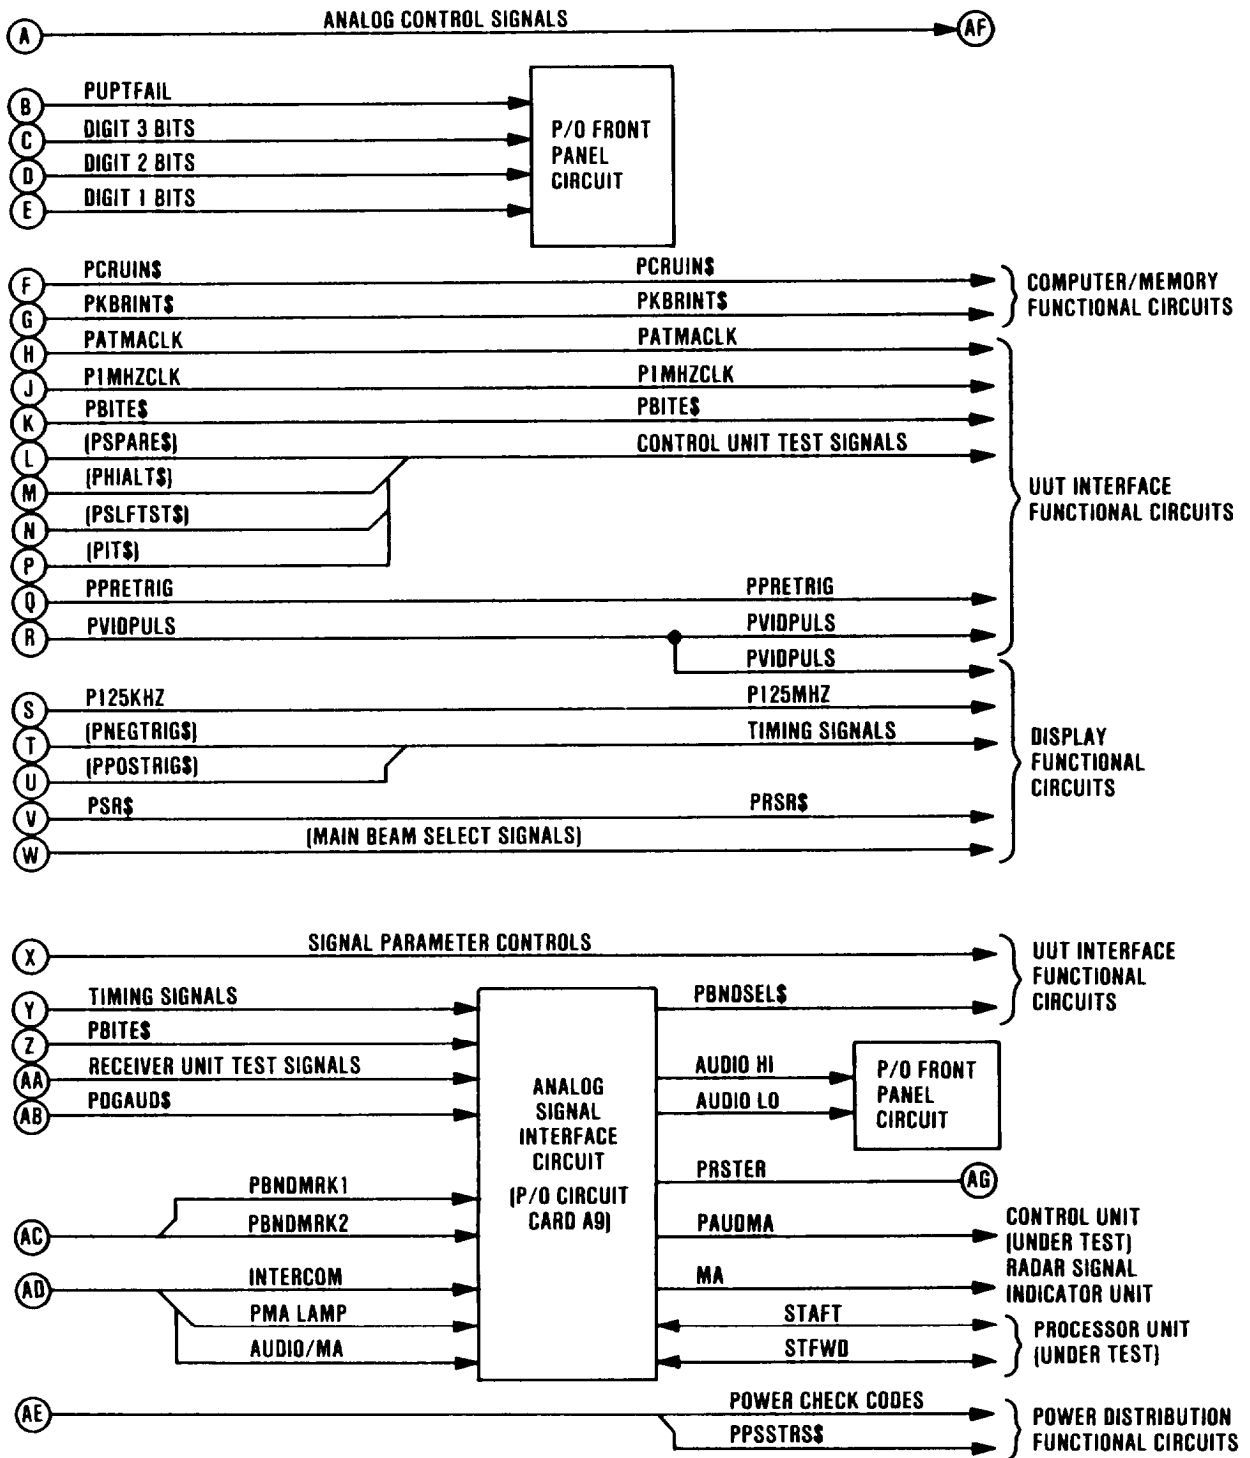 A ANALOG CONTROL SIGNALS AF
B PUPTFAIL
C DIGIT 3 BITS
D DIGIT 2 BITS
E DIGIT 1 BITS
P/O FRONT
PANEL
CIRCUIT
F PCRUIN$ PCRUIN$
G PKBRINT$ PKBRINT$
COMPUTER/MEMORY
FUNCTIONAL CIRCUITS
H PATMACLK PATMACLK
J P1MHZCLK P1MHZCLK
K PBITE$ PBITE$
L (PSPARE$) CONTROL UNIT TEST SIGNALS
M (PHIALT$)
N (PSLFTST$)
P (PIT$)
Q PPRETRIG PPRETRIG
R PVIDPULS PVIDPULS
UUT INTERFACE
FUNCTIONAL CIRCUITS
PVIDPULS
S P125KHZ P125MHZ
T (PNEGTRIG$) TIMING SIGNALS
U (PPOSTRIG$)
V PSR$ PRSR$
W (MAIN BEAM SELECT SIGNALS)
DISPLAY
FUNCTIONAL
CIRCUITS
X SIGNAL PARAMETER CONTROLS
UUT INTERFACE
FUNCTIONAL
CIRCUITS
Y TIMING SIGNALS PBNDSEL$
Z PBITE$
AA RECEIVER UNIT TEST SIGNALS AUDIO HI
AB PDGAUD$ AUDIO LO
P/O FRONT
PANEL
CIRCUIT
ANALOG
SIGNAL
INTERFACE
CIRCUIT
(P/O CIRCUIT
CARD A9)
PRSTER AG
AC PBNDMRK1
PBNDMRK2
PAUDMA
CONTROL UNIT
(UNDER TEST)
AD INTERCOM MA
RADAR SIGNAL
INDICATOR UNIT
PMA LAMP STAFT
AUDIO/MA STFWD
PROCESSOR UNIT
(UNDER TEST)
AE POWER CHECK CODES
PPSSTRS$
POWER DISTRIBUTION
FUNCTIONAL CIRCUITS